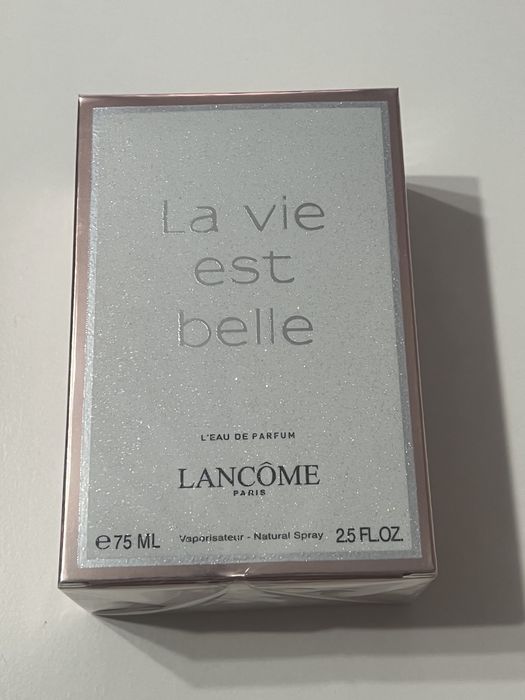 La vie
est
belle
L'EAU DE PARFUM
LANCÔME
PARIS
℮ 75 ML Vaporisateur - Natural Spray 2.5 FL.OZ.